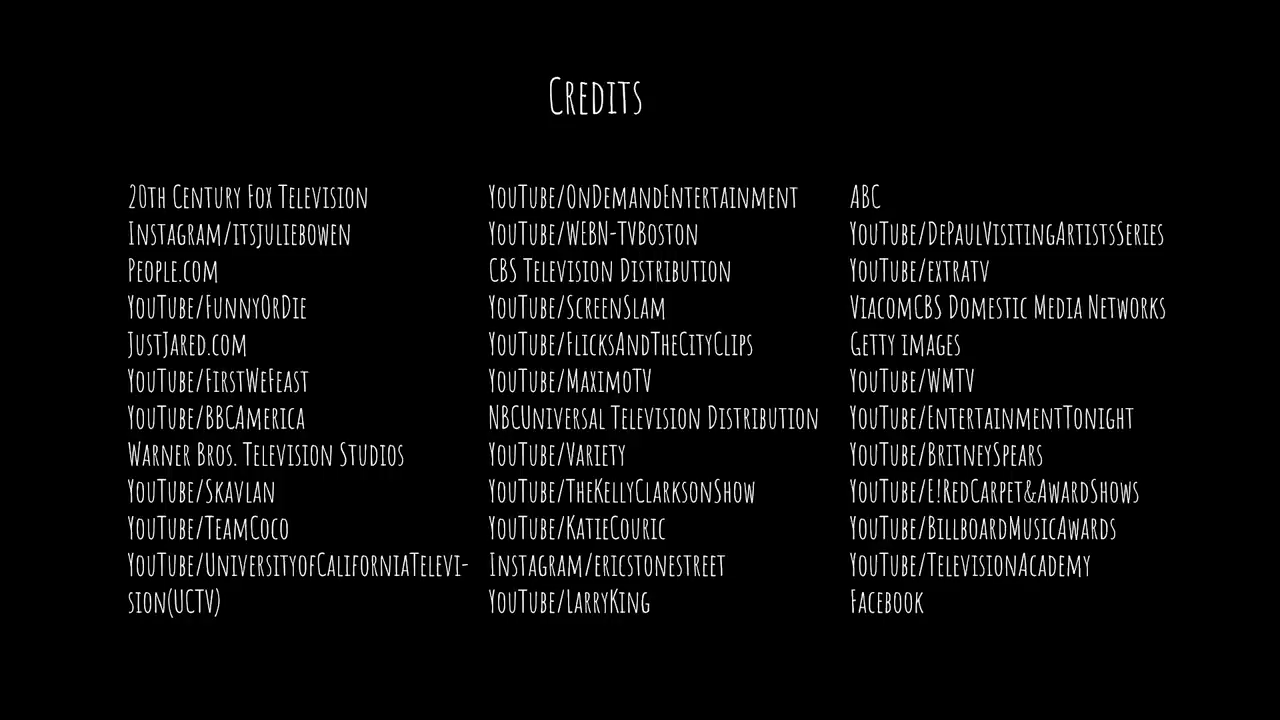 Credits
20th Century Fox Television
Instagram/itsjuliebowen
People.com
YouTube/FunnyOrDie
JustJared.com
YouTube/FirstWeFeast
YouTube/BBCAmerica
Warner Bros. Television Studios
YouTube/Skavlan
YouTube/TeamCoco
YouTube/UniversityofCaliforniaTelevi-
sion(UCTV)
YouTube/OnDemandEntertainment
YouTube/WEBN-TVBoston
CBS Television Distribution
YouTube/ScreenSlam
YouTube/FlicksAndTheCityClips
YouTube/MaximoTV
NBCUniversal Television Distribution
YouTube/Variety
YouTube/TheKellyClarksonShow
YouTube/KatieCouric
Instagram/ericstonestreet
YouTube/LarryKing
ABC
YouTube/DePaulVisitingArtistsSeries
YouTube/extratv
ViacomCBS Domestic Media Networks
Getty images
YouTube/WMTV
YouTube/EntertainmentTonight
YouTube/BritneySpears
YouTube/E!RedCarpet&AwardShows
YouTube/BillboardMusicAwards
YouTube/TelevisionAcademy
Facebook